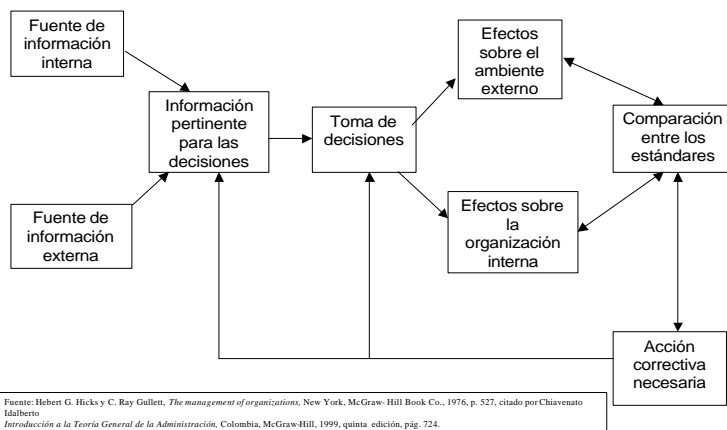 Fuente de
información
interna
Efectos
sobre el
ambiente
externo
Información
pertinente
para las
decisiones
Toma de
decisiones
Comparación
entre los
estándares
Fuente de
información
externa
Efectos sobre
la
organización
interna
Acción
correctiva
necesaria
Fuente: Hebert G. Hicks y C. Ray Gullett, The management of organizations, New York, McGraw- Hill Book Co., 1976, p. 527, citado por Chiavenato
Idalberto
Introducción a la Teoría General de la Administración, Colombia, McGraw-Hill, 1999, quinta edición, pág. 724.